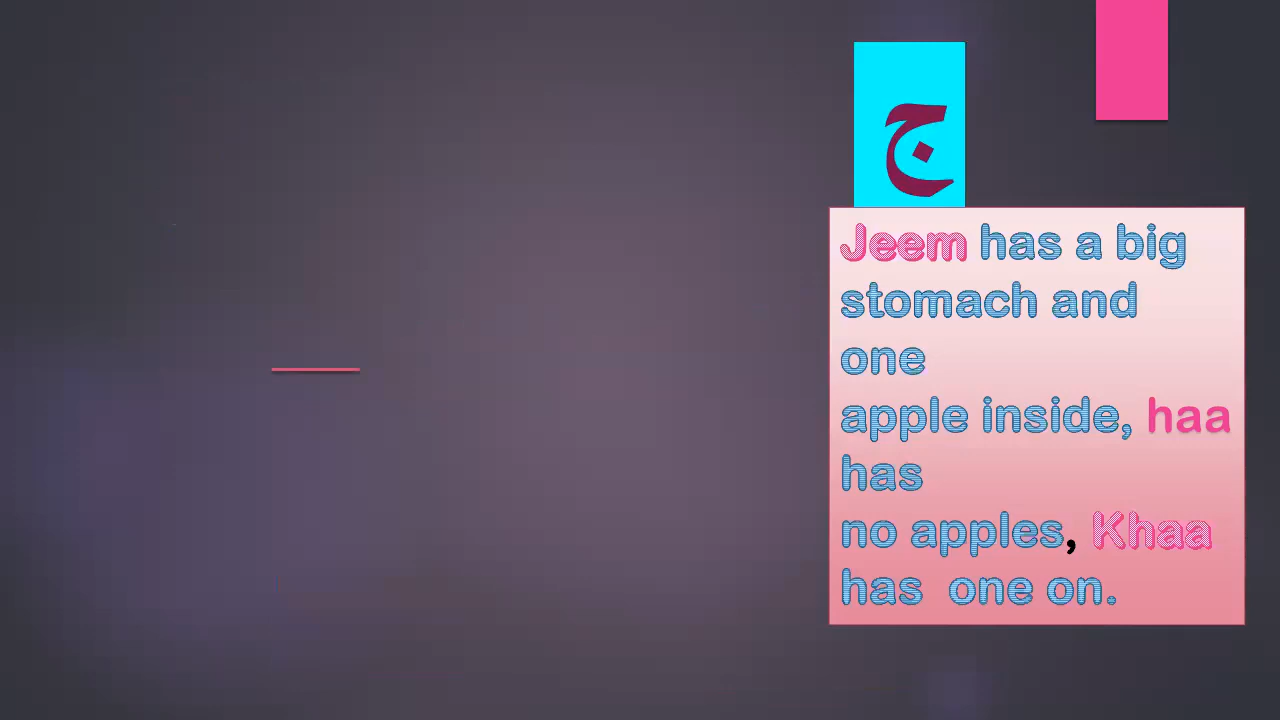 ج
Jeem has a big
stomach and
one
apple inside, haa
has
no apples, Khaa
has one on.